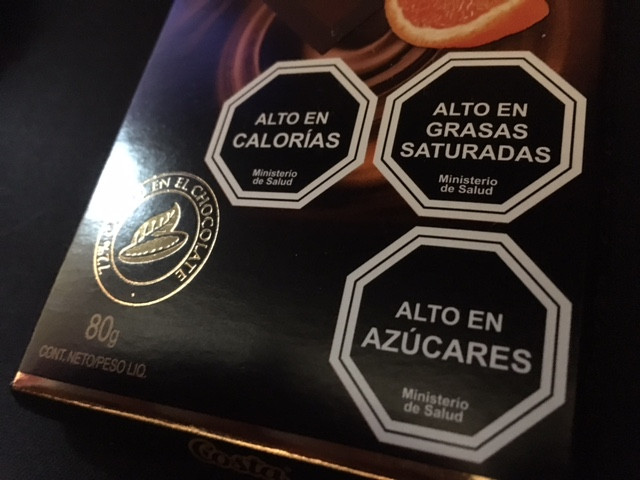 ALTO EN
CALORÍAS
Ministerio
de Salud
ALTO EN
GRASAS
SATURADAS
Ministerio
de Salud
EN EL CHOCOLATE
ALTO EN
AZÚCARES
Ministerio
de Salud
80g
CONT. NETO/PESO LIQ.
Costa